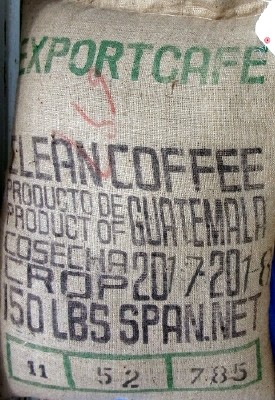 EXPORTCAFE
CLEAN COFFEE
PRODUCTO DE
PRODUCT OF
GUATEMALA
COSECHA
CROP
2017-2018
150 LBS SPAN.NET
11 52 785